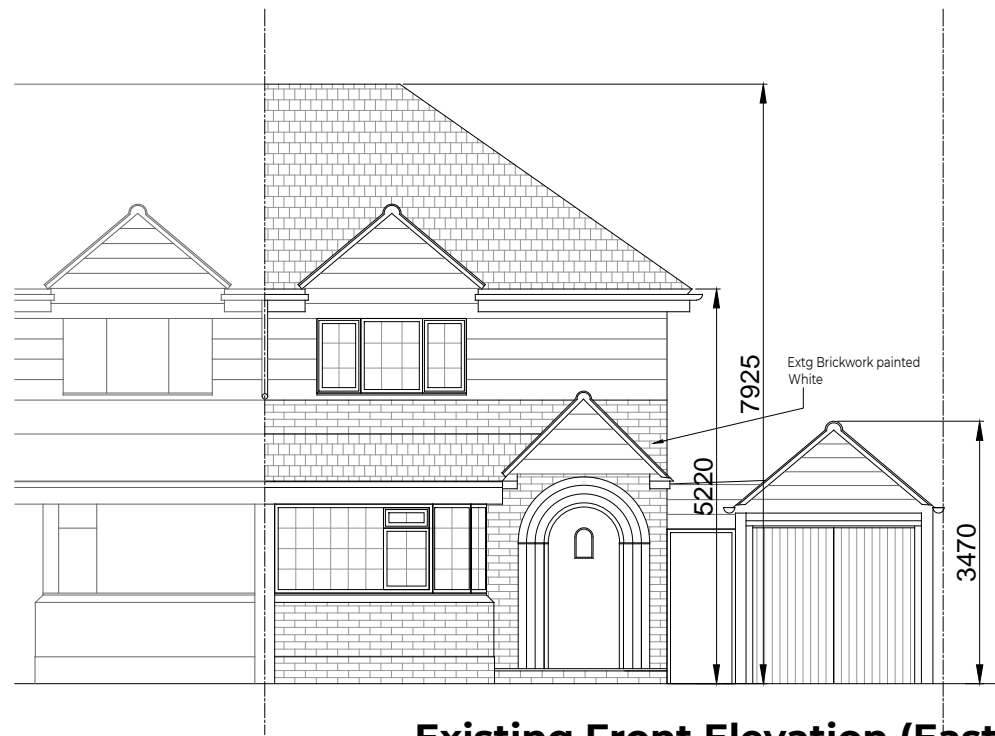 7925
Extg Brickwork painted
White
5220
3470
Existing Front Elevation (East